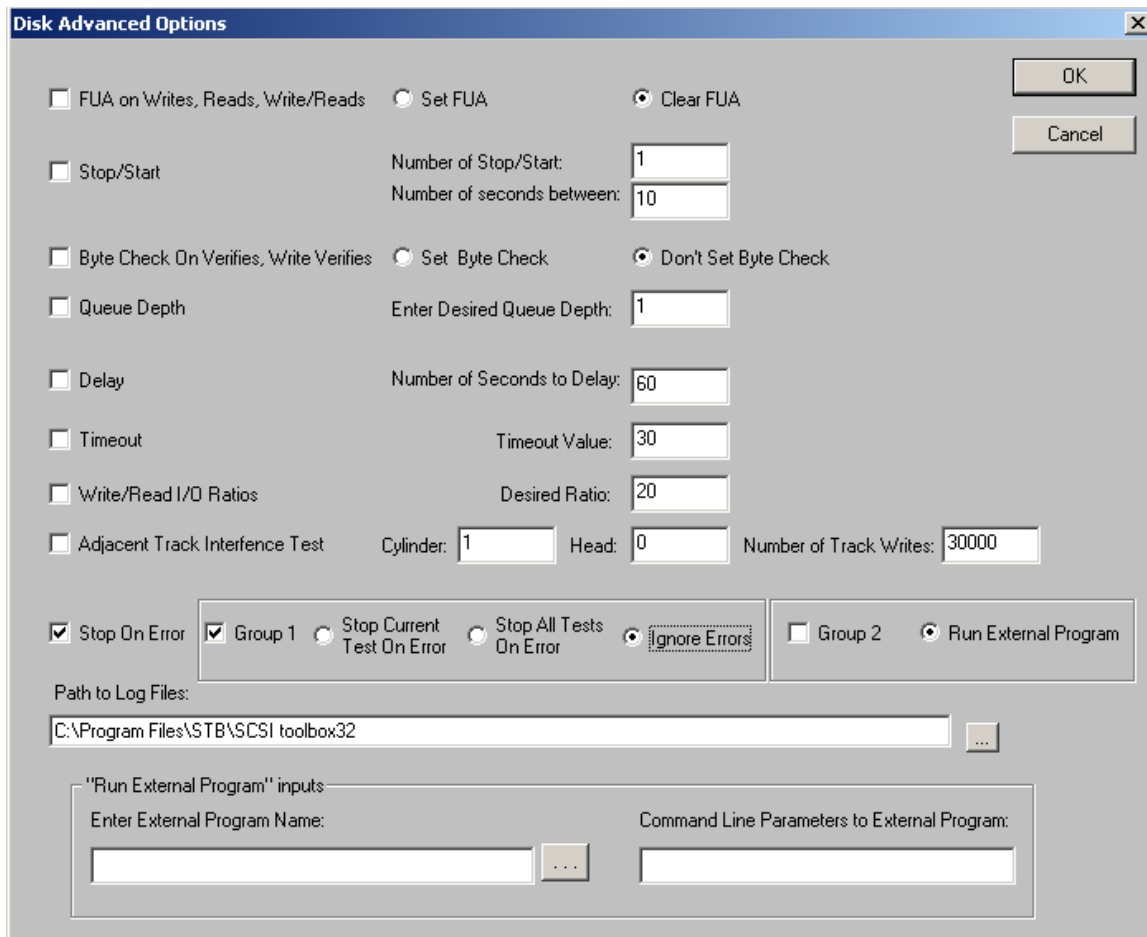 Disk Advanced Options
OK
FUA on Writes, Reads, Write/Reads Set FUA Clear FUA
Cancel
Stop/Start Number of Stop/Start: 1
Number of seconds between: 10
Byte Check On Verifies, Write Verifies Set Byte Check Don't Set Byte Check
Queue Depth Enter Desired Queue Depth: 1
Delay Number of Seconds to Delay: 60
Timeout Timeout Value: 30
Write/Read I/O Ratios Desired Ratio: 20
Adjacent Track Interfence Test Cylinder: 1 Head: 0 Number of Track Writes: 30000
Stop On Error Group 1 Stop Current Test On Error Stop All Tests On Error Ignore Errors Group 2 Run External Program
Path to Log Files:
C:\Program Files\STB\SCSI toolbox32 ...
"Run External Program" inputs
Enter External Program Name: Command Line Parameters to External Program:
...